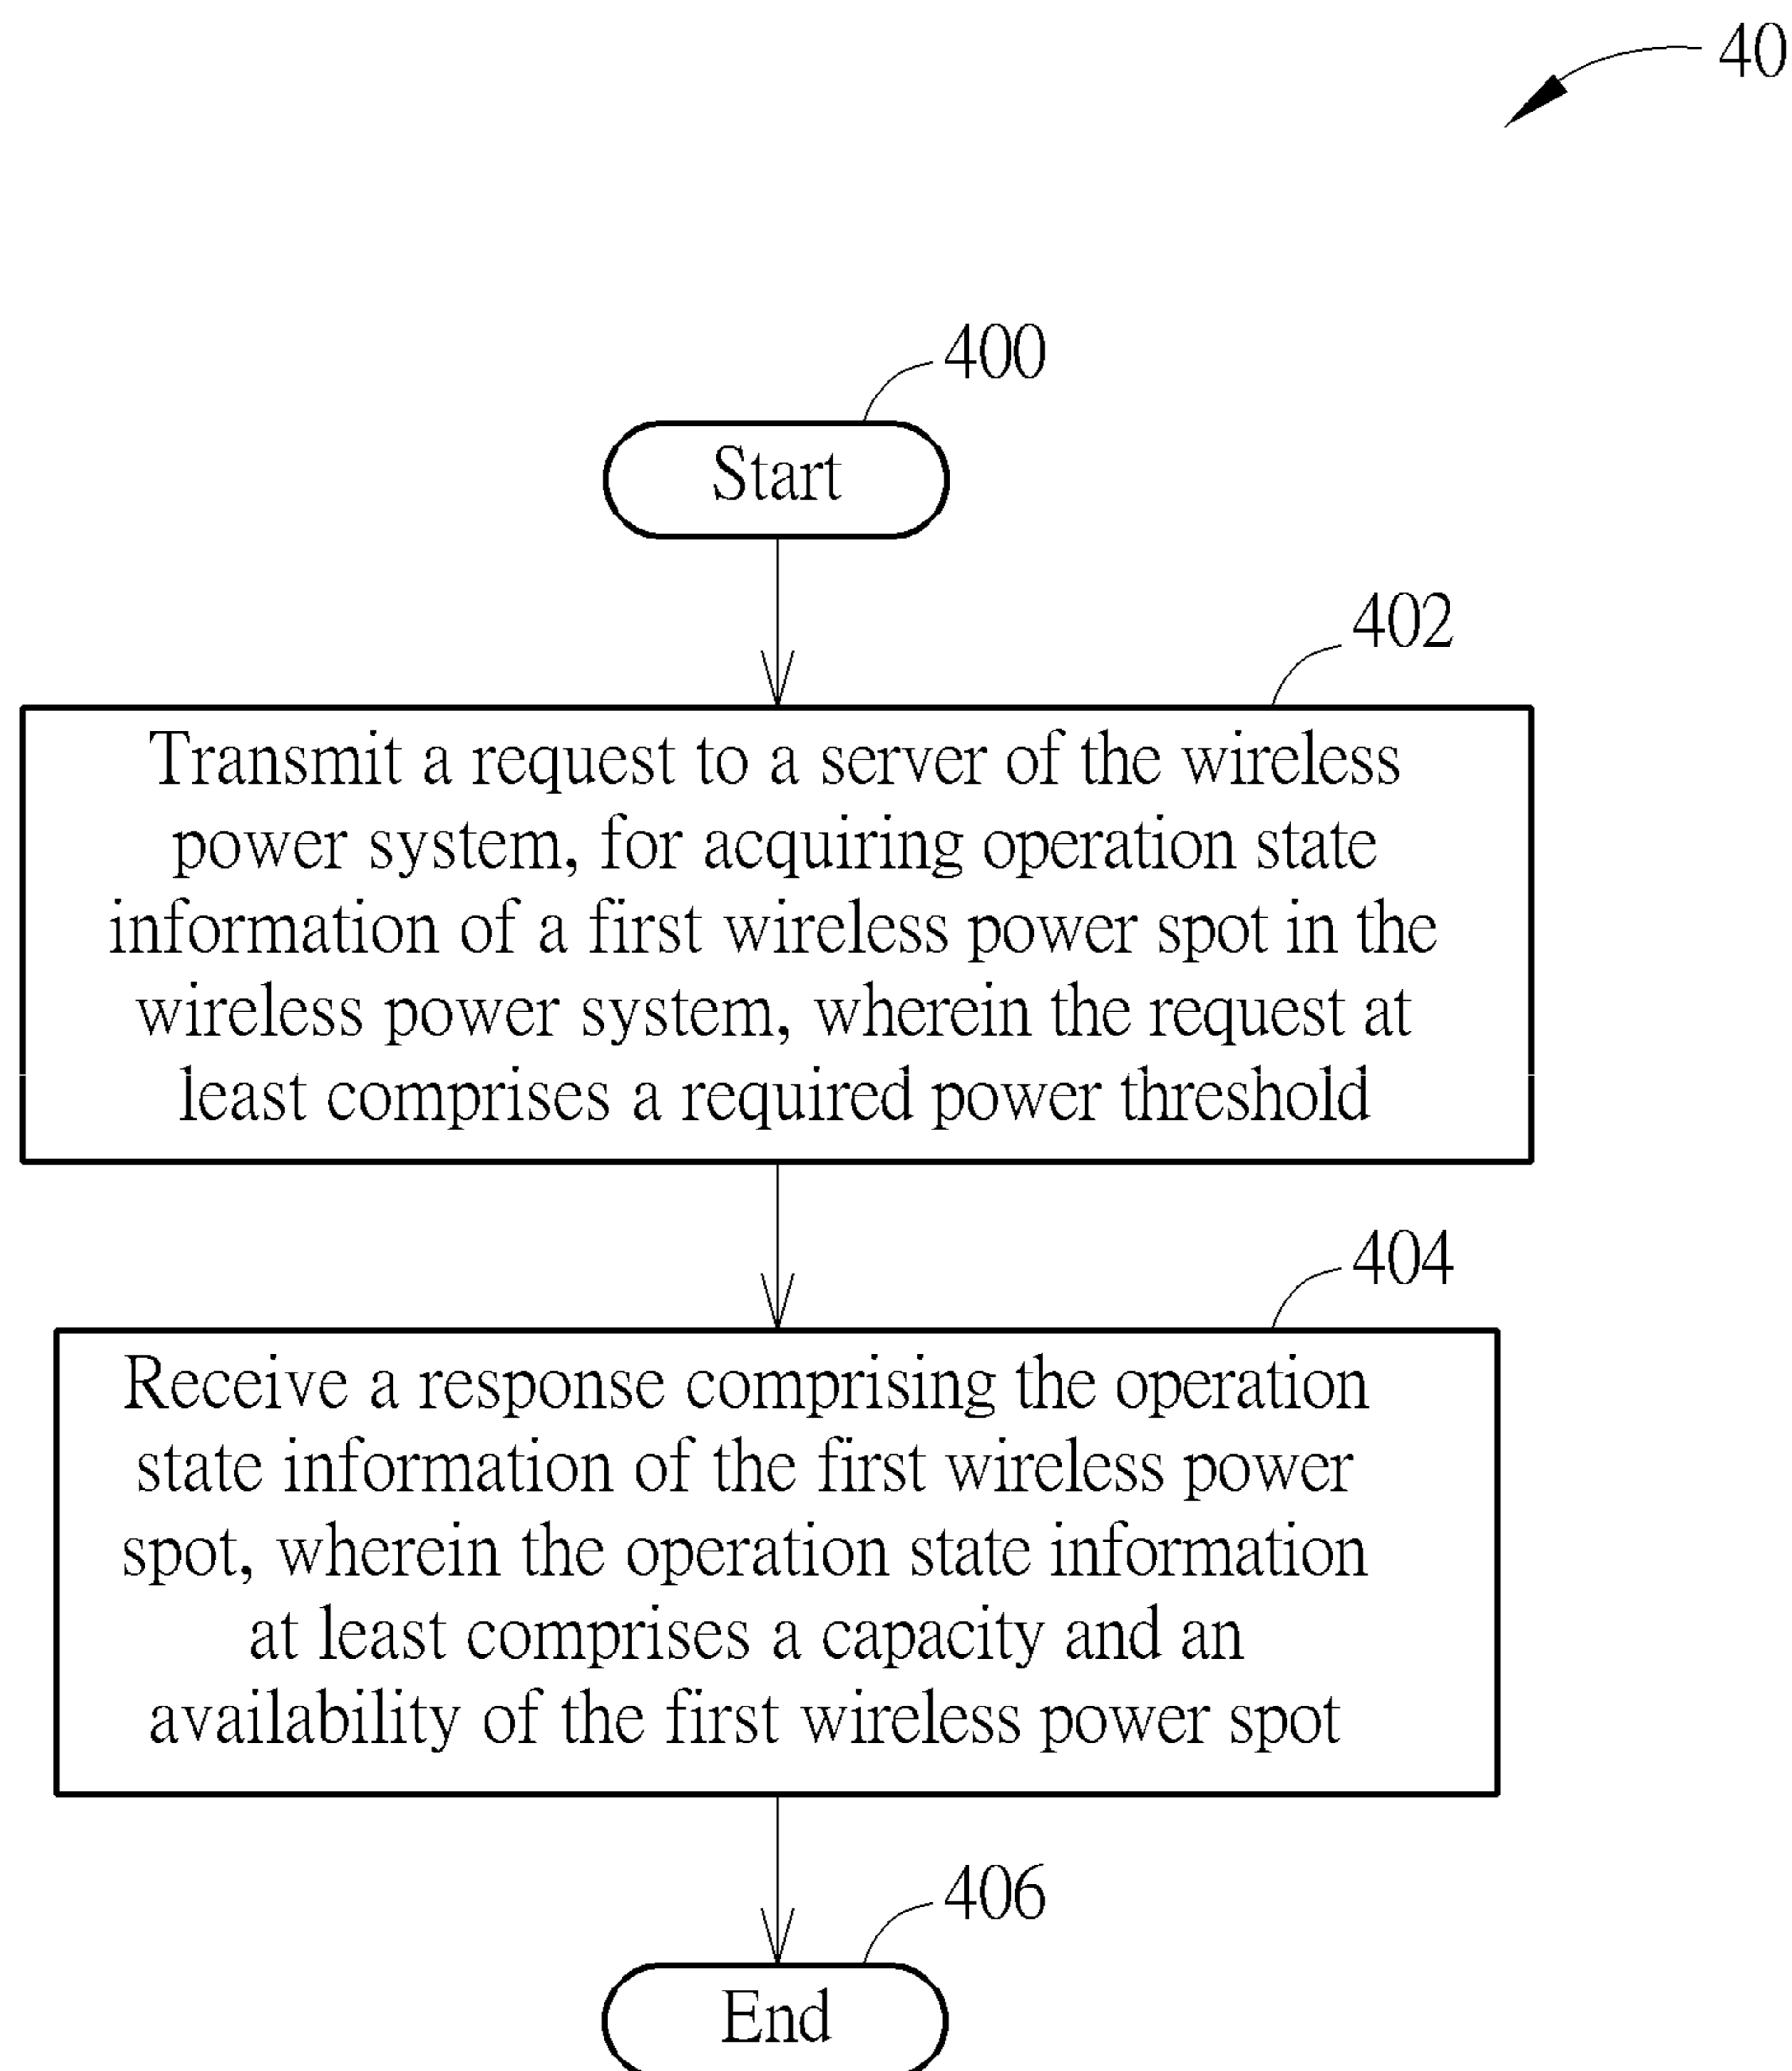 40
400
Start
402
Transmit a request to a server of the wireless
power system, for acquiring operation state
information of a first wireless power spot in the
wireless power system, wherein the request at
least comprises a required power threshold
404
Receive a response comprising the operation
state information of the first wireless power
spot, wherein the operation state information
at least comprises a capacity and an
availability of the first wireless power spot
406
End